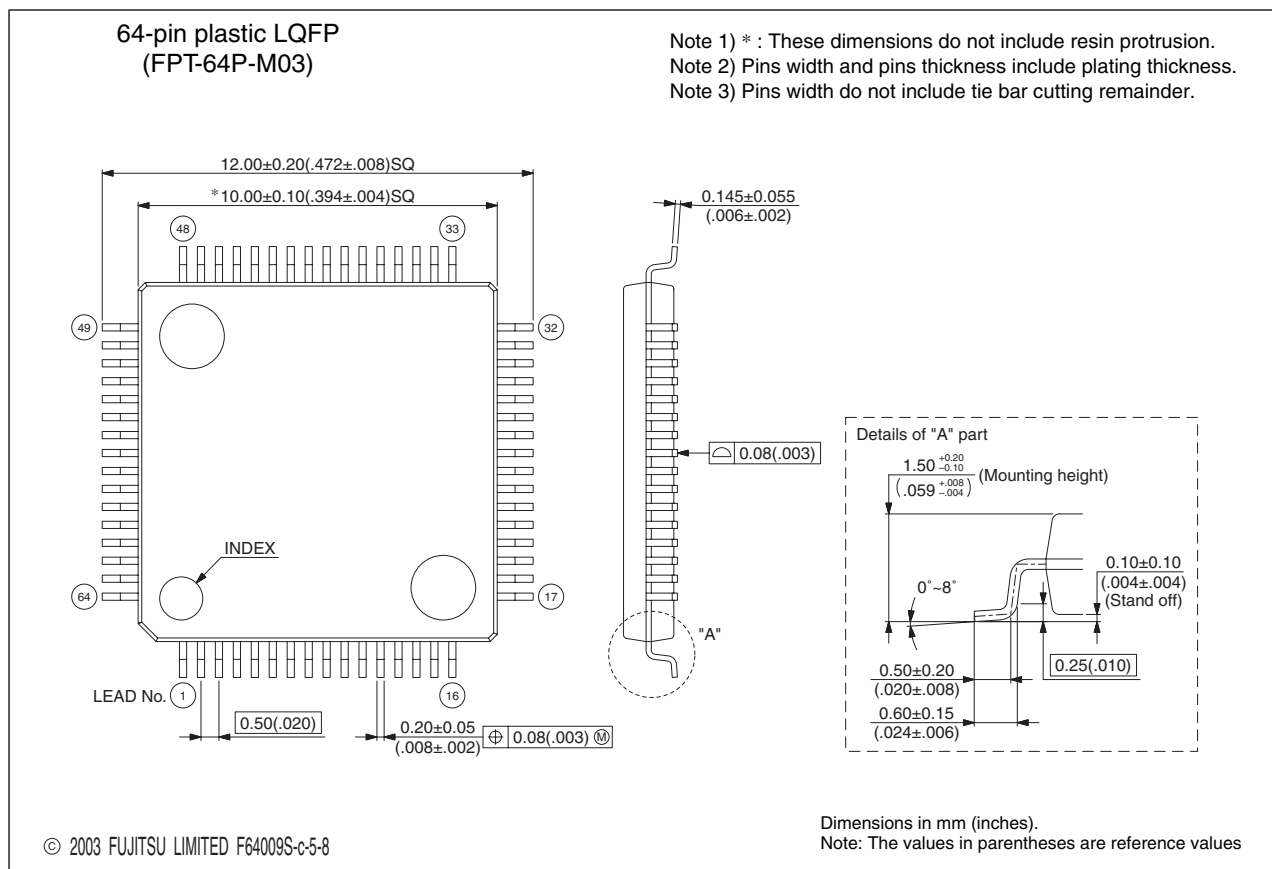 64-pin plastic LQFP
(FPT-64P-M03)
Note 1) * : These dimensions do not include resin protrusion.
Note 2) Pins width and pins thickness include plating thickness.
Note 3) Pins width do not include tie bar cutting remainder.
12.00±0.20(.472±.008)SQ
*10.00±0.10(.394±.004)SQ
0.145±0.055
(.006±.002)
48
33
49
32
0.08(.003)
Details of "A" part
1.50 +0.20 −0.10
(.059 +.008 −.004)
(Mounting height)
INDEX
0.10±0.10
(.004±.004)
(Stand off)
0˚~8˚
64
17
"A"
0.25(.010)
0.50±0.20
(.020±.008)
0.60±0.15
(.024±.006)
LEAD No.
1
16
0.50(.020)
0.20±0.05
(.008±.002)
⌖ 0.08(.003) Ⓜ
© 2003 FUJITSU LIMITED F64009S-c-5-8
Dimensions in mm (inches).
Note: The values in parentheses are reference values